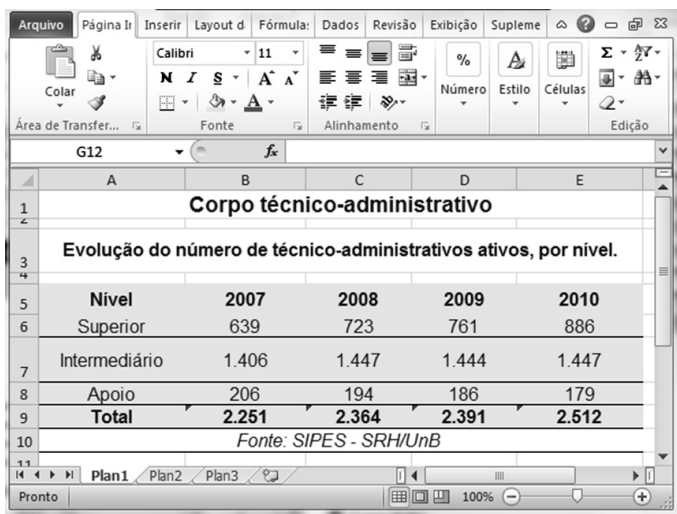 Arquivo Página Ir Inserir Layout d Fórmula: Dados Revisão Exibição Supleme
Calibri 11
N I S A A
A
Colar
% Número Estilo Células
Σ
Área de Transfer... Fonte Alinhamento Edição
G12 fx
A B C D E
1 Corpo técnico-administrativo
2
3 Evolução do número de técnico-administrativos ativos, por nível.
4
5 Nível 2007 2008 2009 2010
6 Superior 639 723 761 886
7 Intermediário 1.406 1.447 1.444 1.447
8 Apoio 206 194 186 179
9 Total 2.251 2.364 2.391 2.512
10 Fonte: SIPES - SRH/UnB
11
Plan1 Plan2 Plan3
Pronto 100%